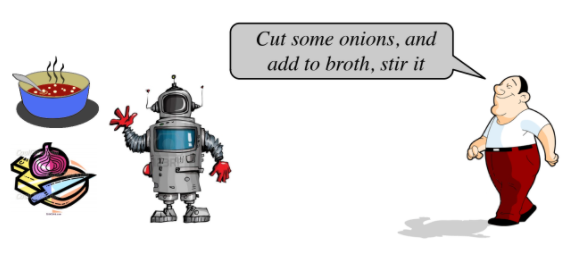 Cut some onions, and
add to broth, stir it